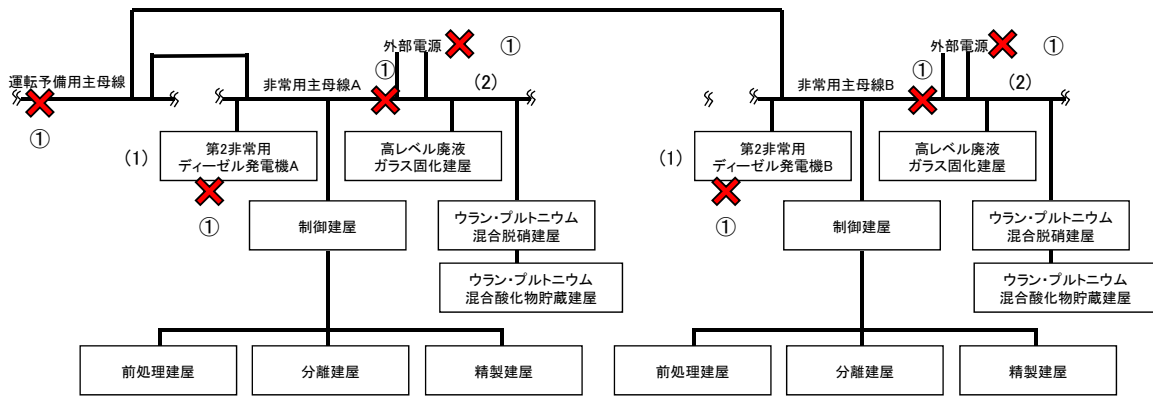 外部電源
①
外部電源
①
運転予備用主母線
非常用主母線A
①
(2)
非常用主母線B
①
(2)
①
(1)
第2非常用
ディーゼル発電機A
高レベル廃液
ガラス固化建屋
(1)
第2非常用
ディーゼル発電機B
高レベル廃液
ガラス固化建屋
①
制御建屋
ウラン・プルトニウム
混合脱硝建屋
①
制御建屋
ウラン・プルトニウム
混合脱硝建屋
ウラン・プルトニウム
混合酸化物貯蔵建屋
ウラン・プルトニウム
混合酸化物貯蔵建屋
前処理建屋
分離建屋
精製建屋
前処理建屋
分離建屋
精製建屋